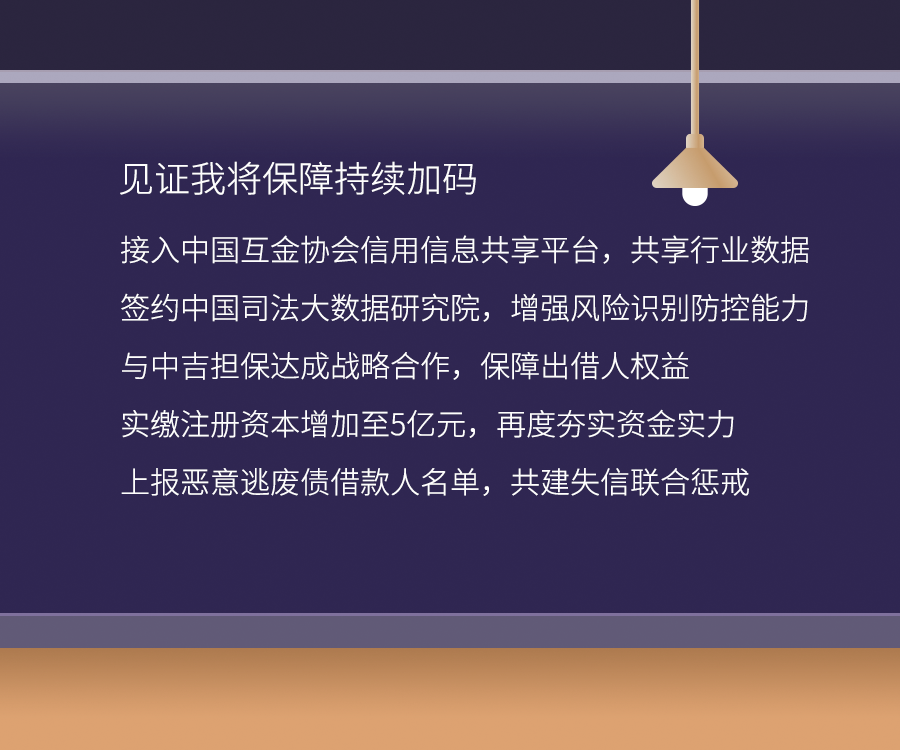 见证我将保障持续加码
接入中国互金协会信用信息共享平台，共享行业数据
签约中国司法大数据研究院，增强风险识别防控能力
与中吉担保达成战略合作，保障出借人权益
实缴注册资本增加至5亿元，再度夯实资金实力
上报恶意逃废债借款人名单，共建失信联合惩戒